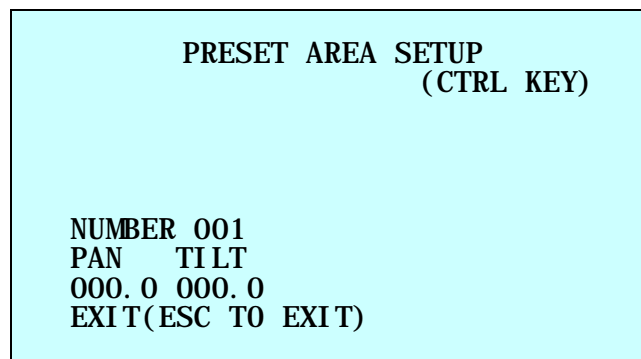 PRESET AREA SETUP
(CTRL KEY)
NUMBER 001
PAN TILT
000.0 000.0
EXIT(ESC TO EXIT)